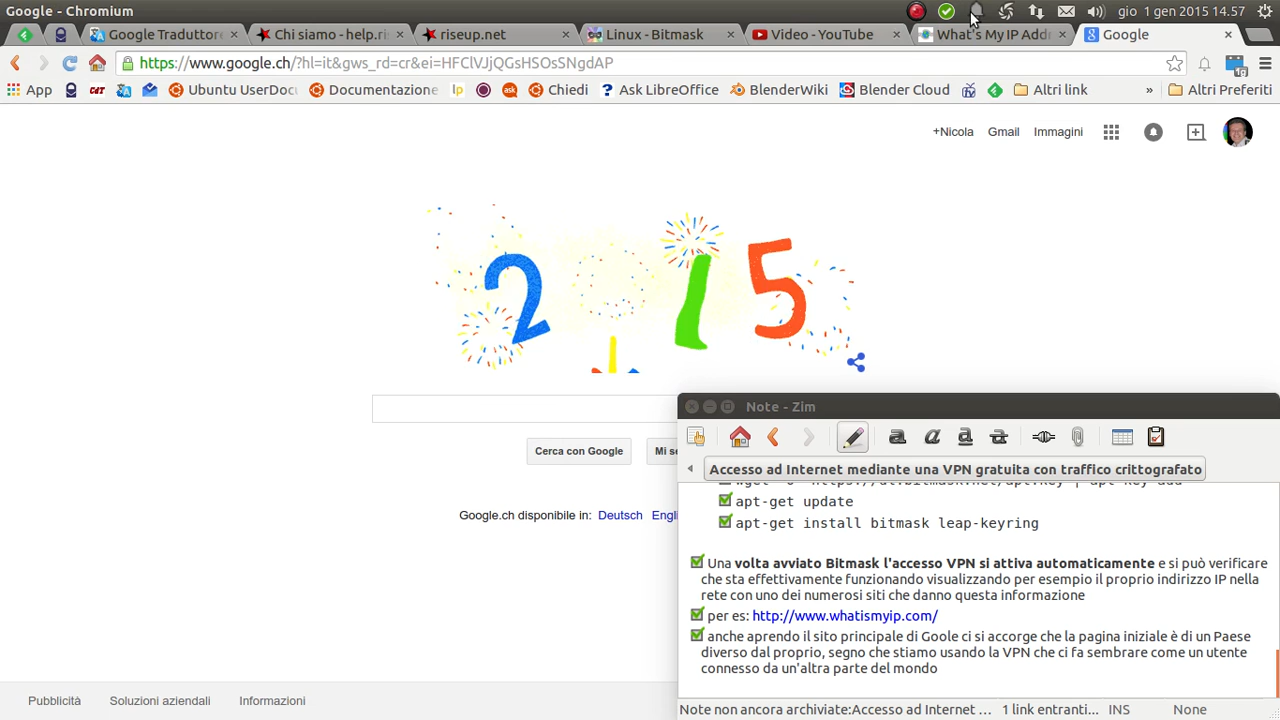 Google - Chromium
gio 1 gen 2015 14.57
Google Traduttor
Chi siamo - help.ri
riseup.net
Linux - Bitmask
Video - YouTube
What's My IP Addr
Google
https://www.google.ch/?hl=it&gws_rd=cr&ei=HFClVJjQGsHSOsSNgdAP
App
Ubuntu UserDocu
Documentazione
Chiedi
Ask LibreOffice
BlenderWiki
Blender Cloud
Altri link
»
Altri Preferiti
+Nicola
Gmail
Immagini
2 1 5
Cerca con Google
Mi se
Google.ch disponibile in: Deutsch Engli
Pubblicità
Soluzioni aziendali
Informazioni
Note - Zim
Accesso ad Internet mediante una VPN gratuita con traffico crittografato
apt-get update
apt-get install bitmask leap-keyring
Una volta avviato Bitmask l'accesso VPN si attiva automaticamente e si può verificare
che sta effettivamente funzionando visualizzando per esempio il proprio indirizzo IP nella
rete con uno dei numerosi siti che danno questa informazione
per es: http://www.whatismyip.com/
anche aprendo il sito principale di Goole ci si accorge che la pagina iniziale è di un Paese
diverso dal proprio, segno che stiamo usando la VPN che ci fa sembrare come un utente
connesso da un'altra parte del mondo
Note non ancora archiviate:Accesso ad Internet ...
1 link entranti...
INS
None